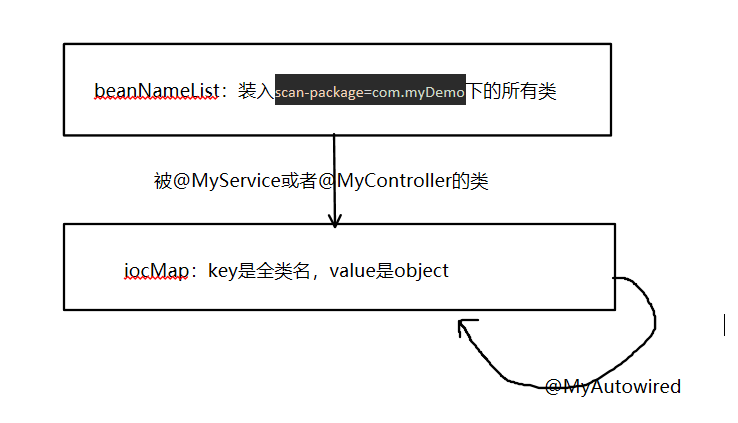 beanNameList：装入scan-package=com.myDemo下的所有类
被@MyService或者@MyController的类
iocMap：key是全类名，value是object
@MyAutowired